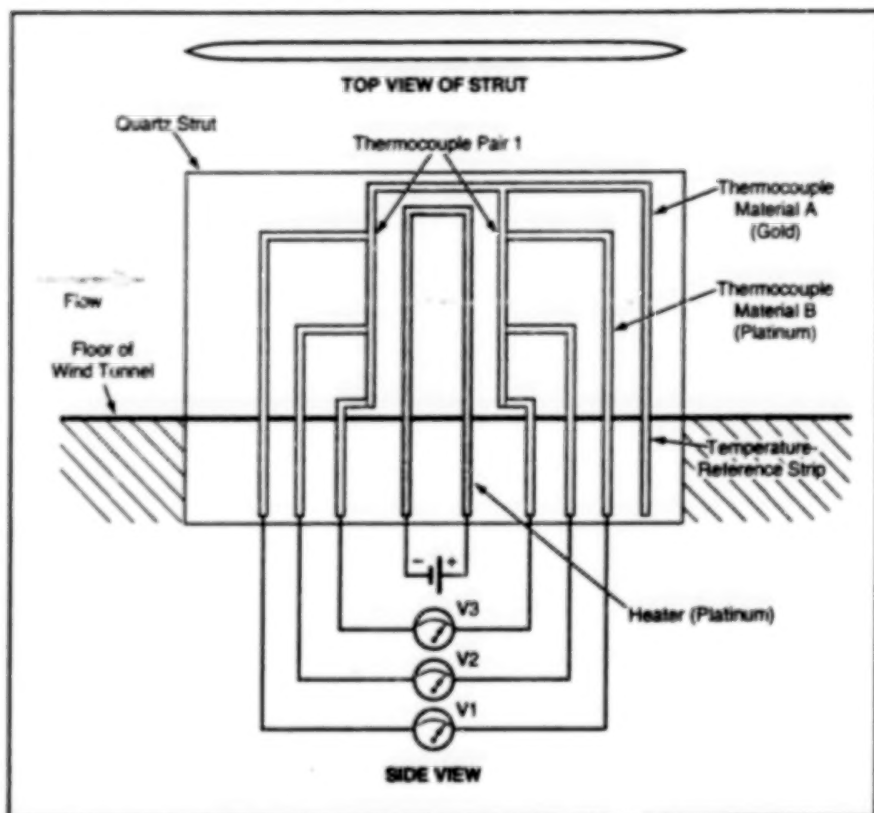 TOP VIEW OF STRUT
Quartz Strut
Thermocouple Pair 1
Thermocouple
Material A
(Gold)
Flow
Thermocouple
Material B
(Platinum)
Floor of
Wind Tunnel
Temperature-
Reference Strip
- +
V3
Heater (Platinum)
V2
V1
SIDE VIEW